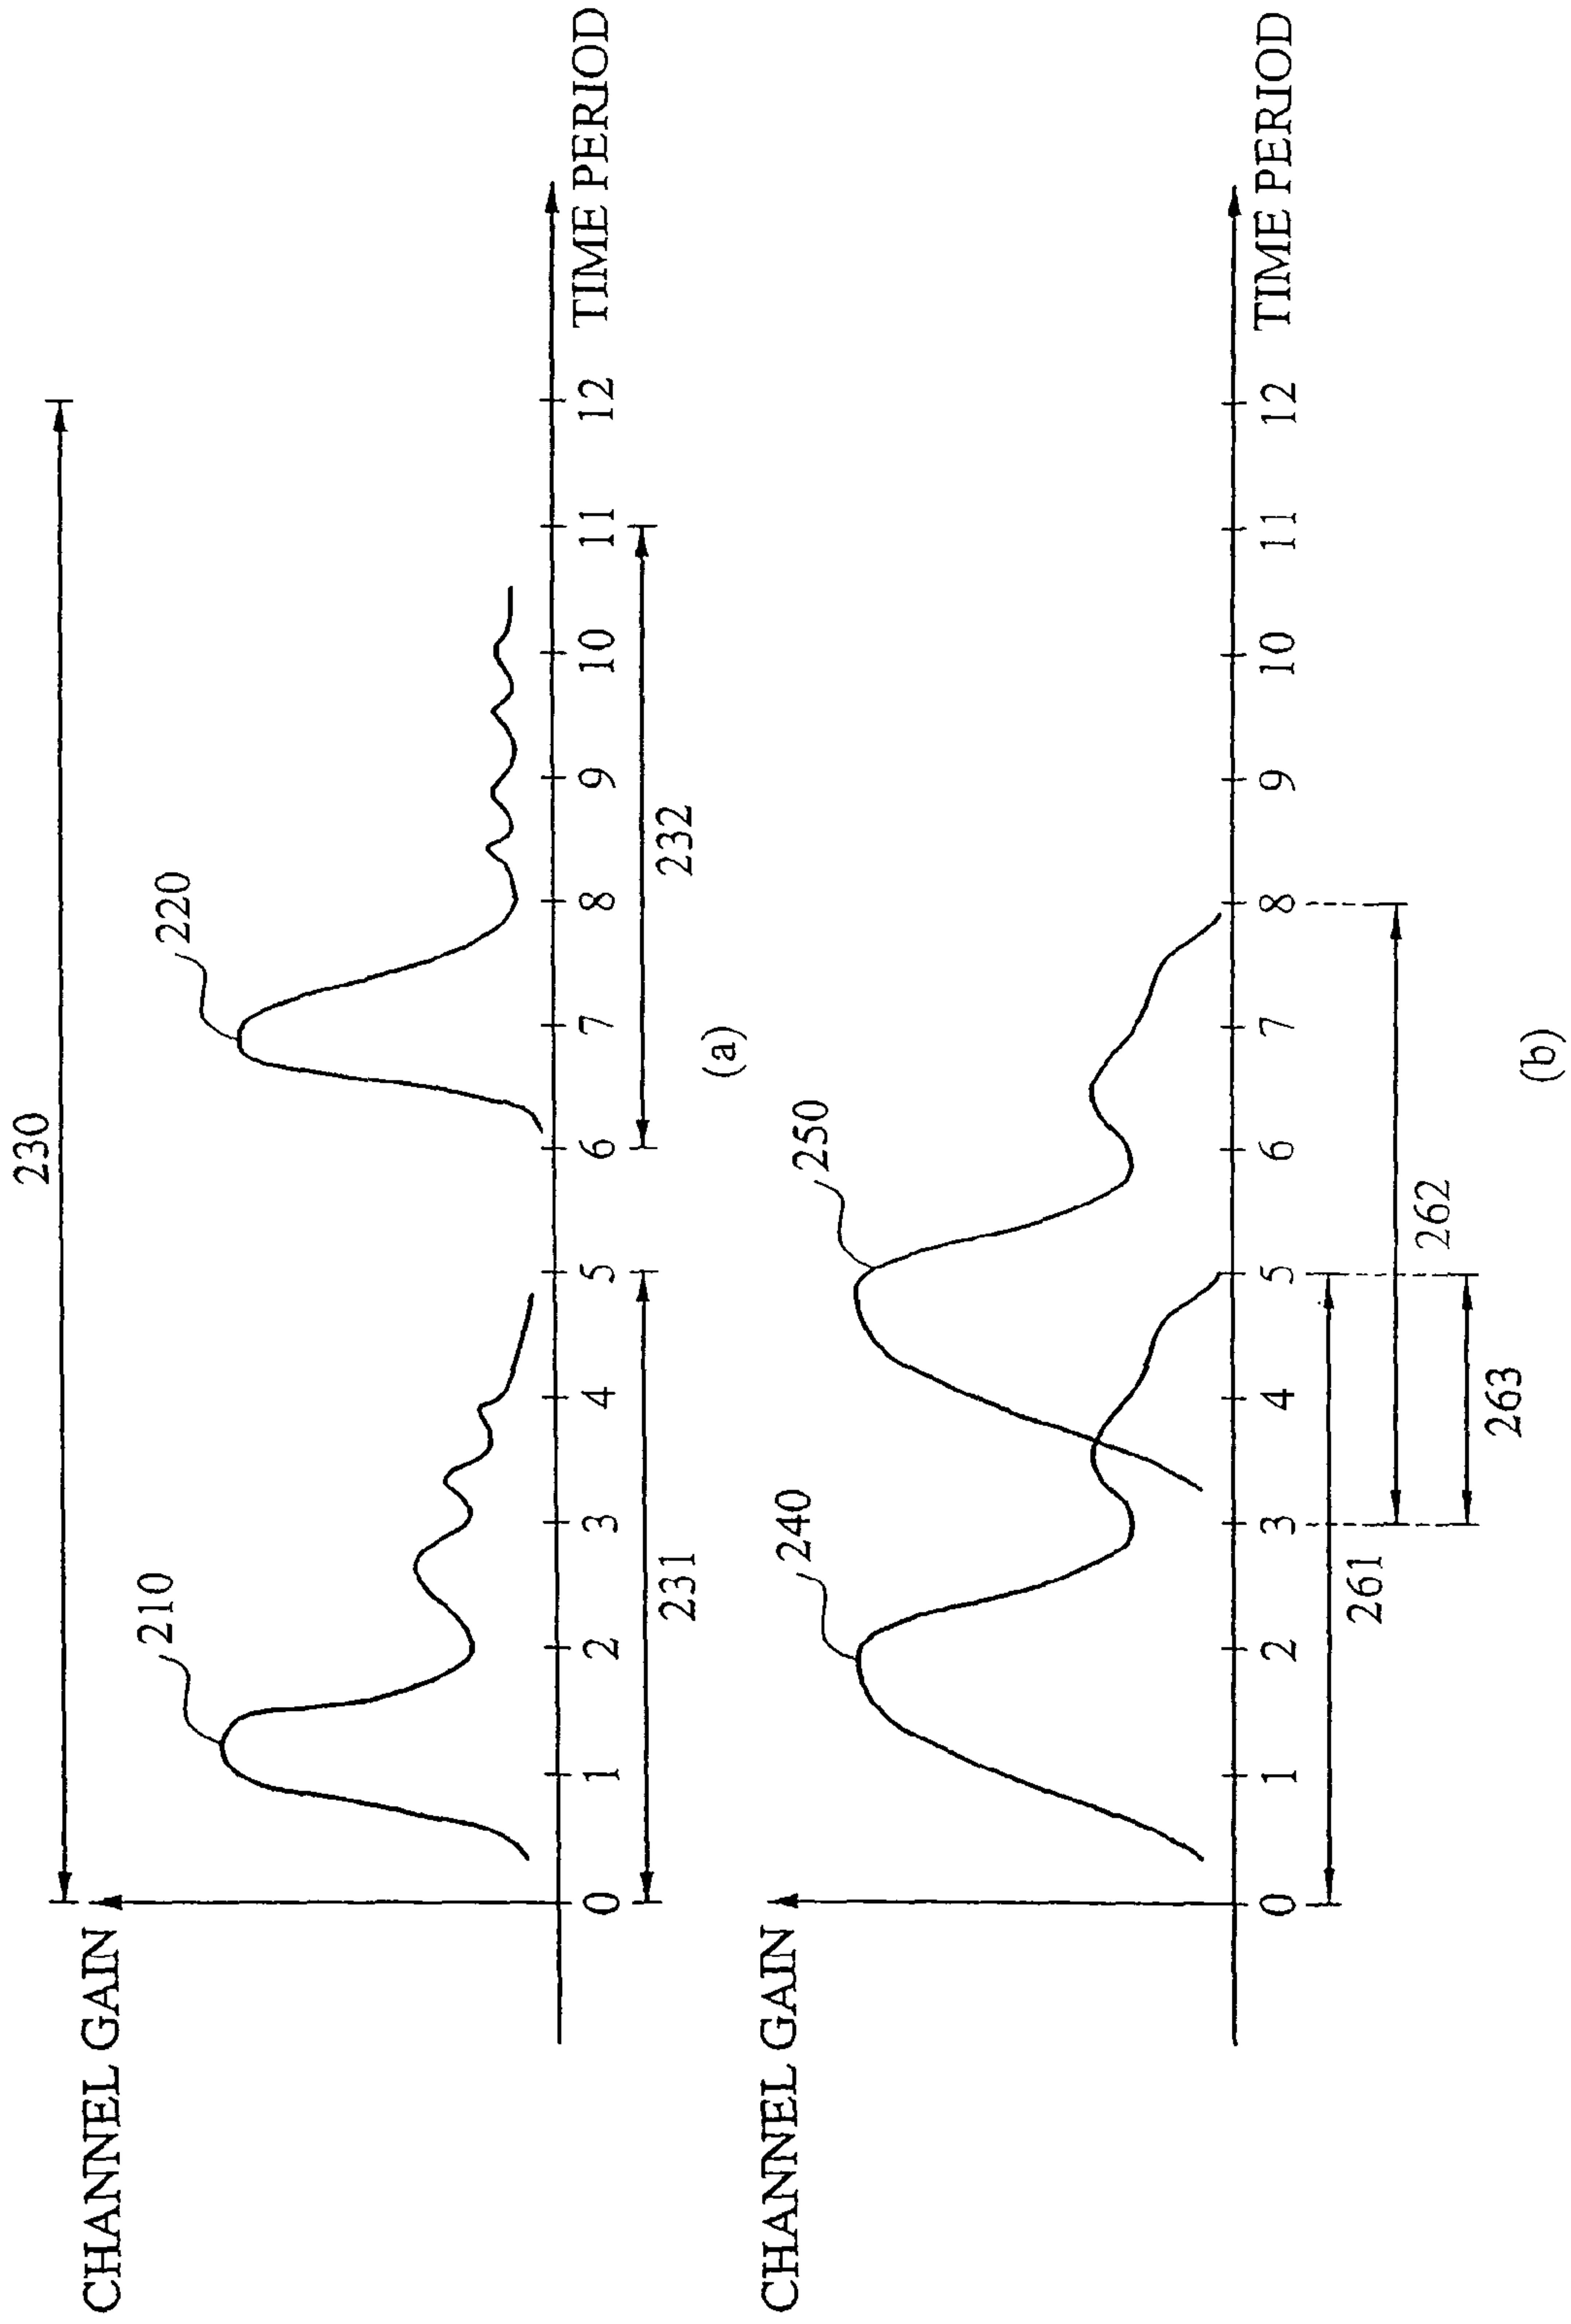 230
CHANNEL GAIN
210
220
0 1 2 3 4 5 6 7 8 9 10 11 12
TIME PERIOD
231
232
(a)
CHANNEL GAIN
240
250
0 1 2 3 4 5 6 7 8 9 10 11 12
TIME PERIOD
261
262
263
(b)